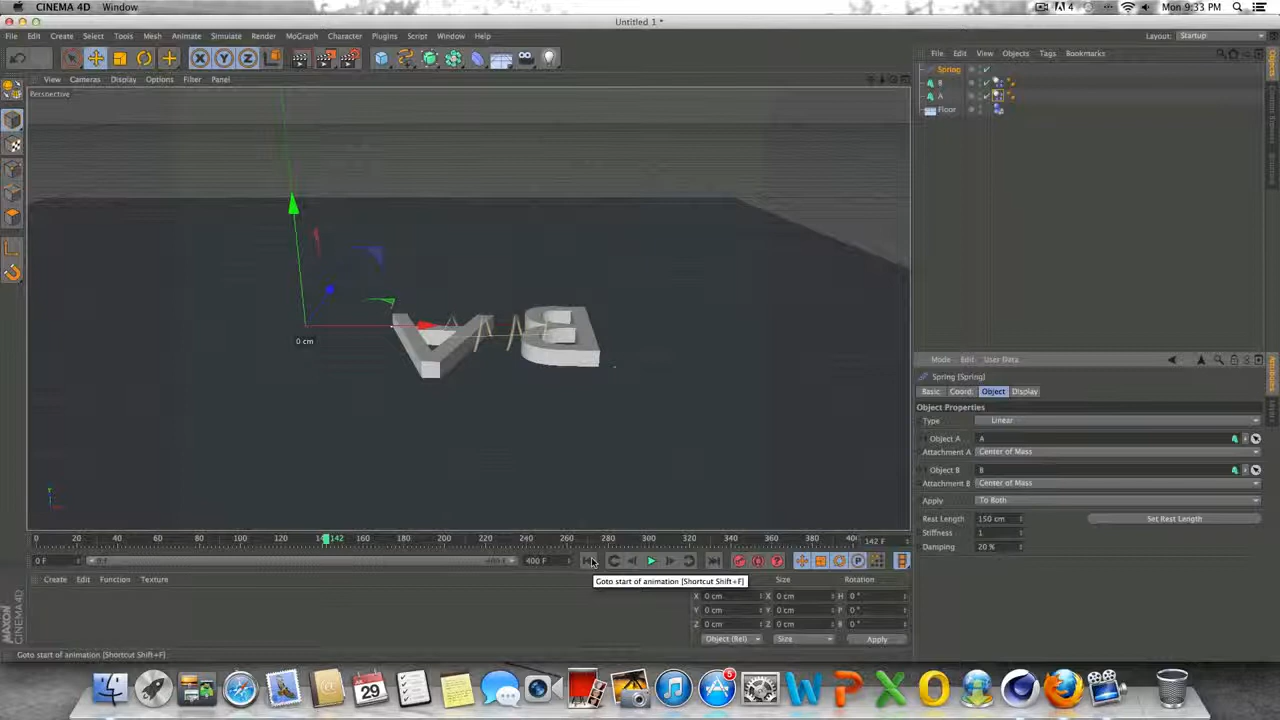 CINEMA 4D Window
4 Mon 9:33 PM
Untitled 1 *
File Edit Create Select Tools Mesh Animate Simulate Render MoGraph Character Plugins Script Window Help
Layout: Startup
File Edit View Objects Tags Bookmarks
View Cameras Display Options Filter Panel
Perspective
Spring
B
A
Floor
0 cm
Mode Edit User Data
Spring [Spring]
Basic Coord. Object Display
Object Properties
Type Linear
Object A A
Attachment A Center of Mass
Object B B
Attachment B Center of Mass
Apply To Both
Rest Length 150 cm Set Rest Length
Stiffness 1
Damping 20 %
0 20 40 60 80 100 120 142 160 180 200 220 240 260 280 300 320 340 360 380 40 142 F
0 F 400 F
Goto start of animation [Shortcut Shift+F]
Create Edit Function Texture
Size Rotation
X 0 cm X 0 cm H 0 °
Y 0 cm Y 0 cm P 0 °
Z 0 cm Z 0 cm B 0 °
Object (Rel) Size Apply
MAXON CINEMA 4D
Goto start of animation [Shortcut Shift+F]
29
5
W P X O